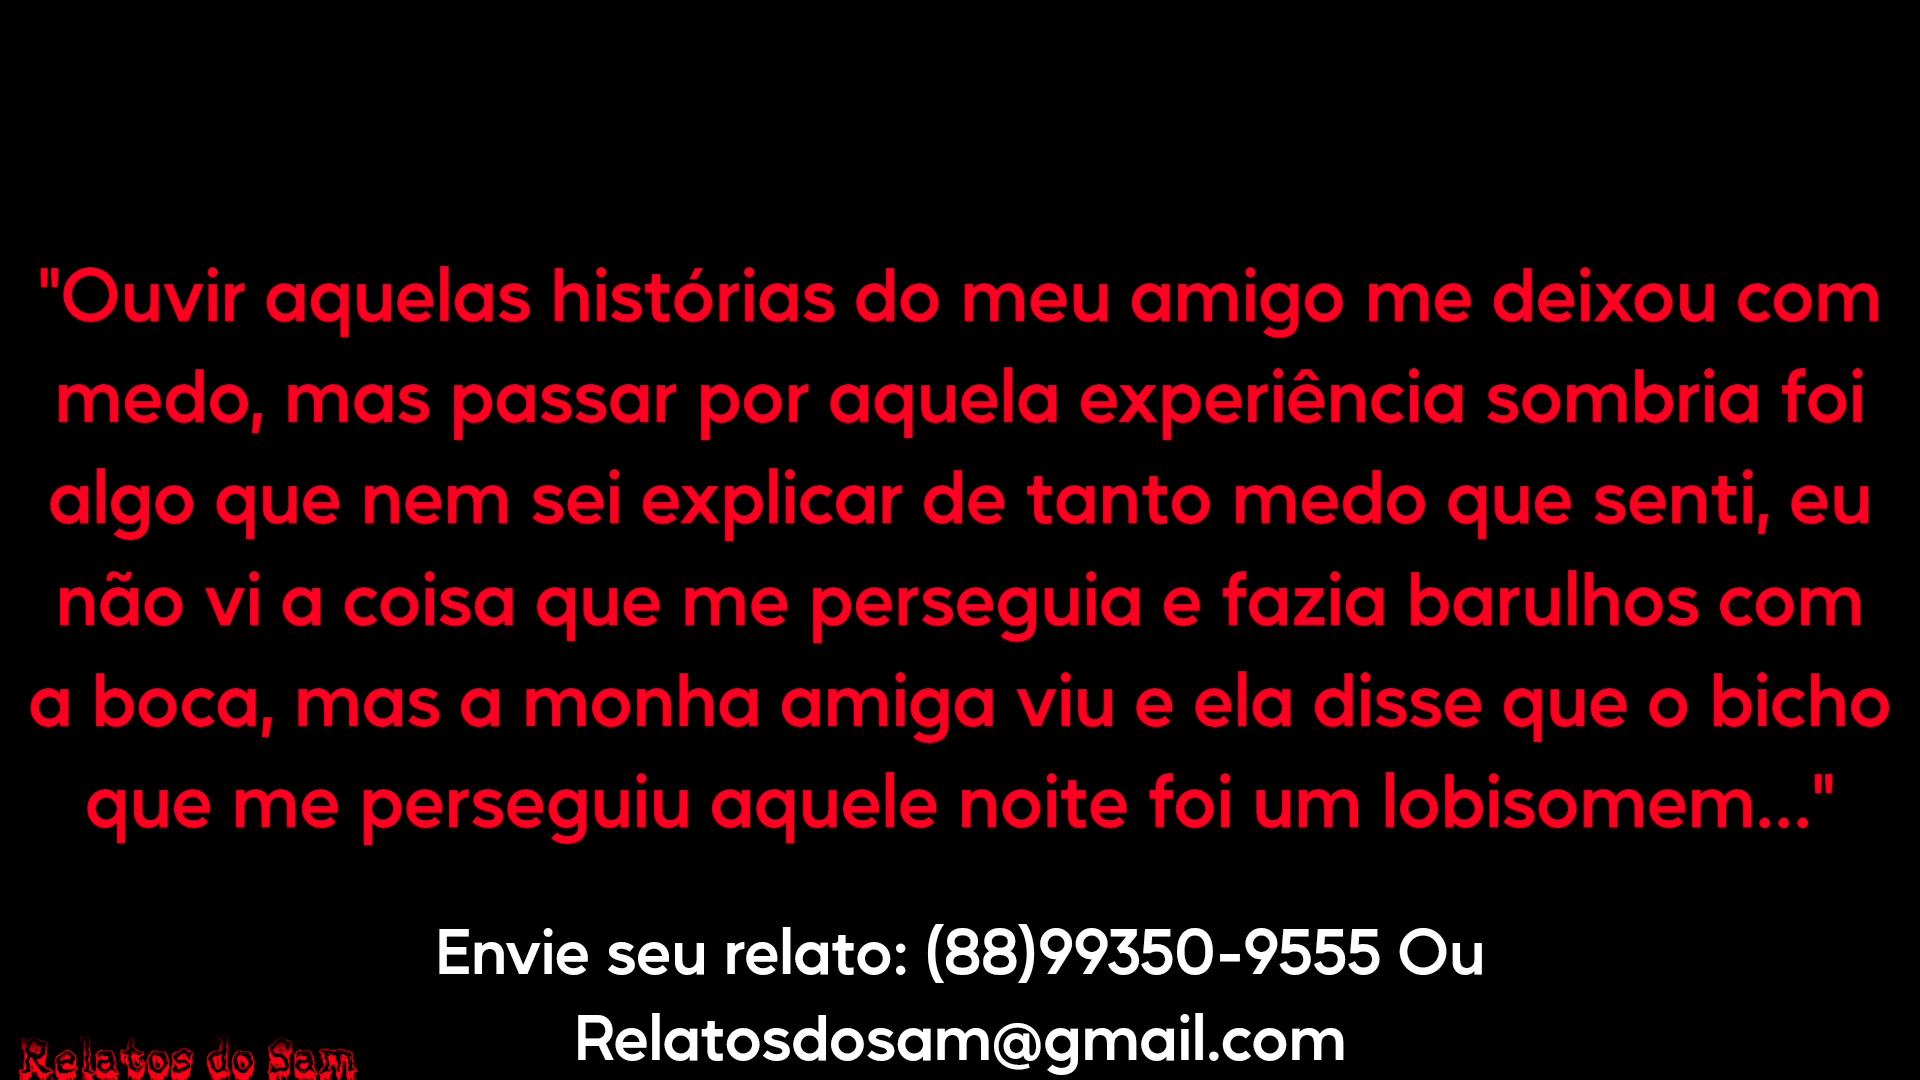 "Ouvir aquelas histórias do meu amigo me deixou com
medo, mas passar por aquela experiência sombria foi
algo que nem sei explicar de tanto medo que senti, eu
não vi a coisa que me perseguia e fazia barulhos com
a boca, mas a monha amiga viu e ela disse que o bicho
que me perseguiu aquele noite foi um lobisomem..."
Envie seu relato: (88)99350-9555 Ou
Relatosdosam@gmail.com
Relatos do Sam